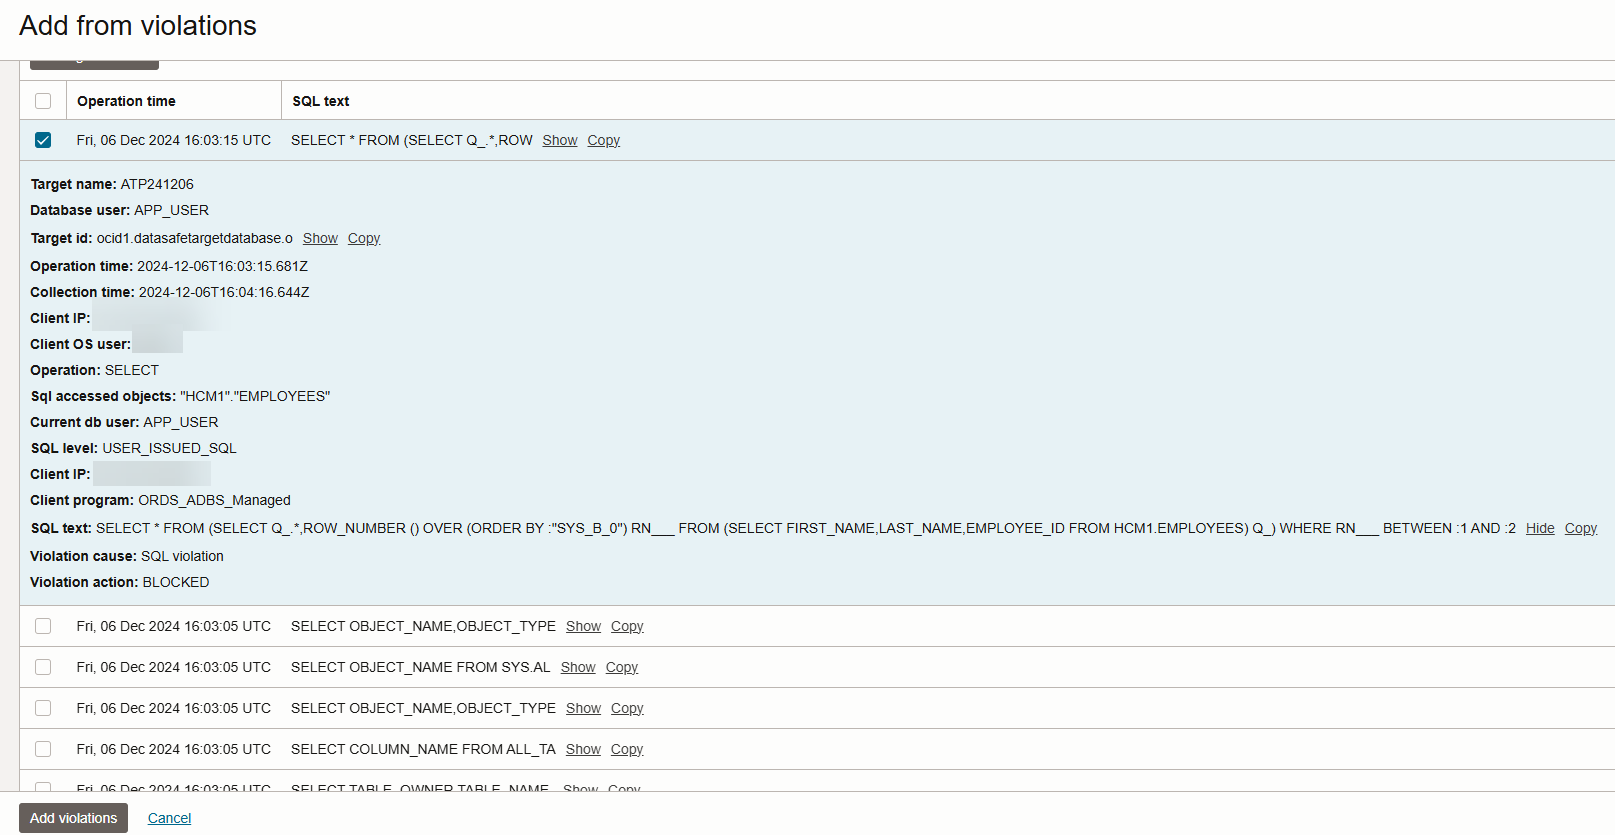 Add from violations
Operation time SQL text
Fri, 06 Dec 2024 16:03:15 UTC SELECT * FROM (SELECT Q_.*,ROW Show Copy
Target name: ATP241206
Database user: APP_USER
Target id: ocid1.datasafetargetdatabase.o Show Copy
Operation time: 2024-12-06T16:03:15.681Z
Collection time: 2024-12-06T16:04:16.644Z
Client IP:
Client OS user:
Operation: SELECT
Sql accessed objects: "HCM1"."EMPLOYEES"
Current db user: APP_USER
SQL level: USER_ISSUED_SQL
Client IP:
Client program: ORDS_ADBS_Managed
SQL text: SELECT * FROM (SELECT Q_.*,ROW_NUMBER () OVER (ORDER BY :"SYS_B_0") RN___ FROM (SELECT FIRST_NAME,LAST_NAME,EMPLOYEE_ID FROM HCM1.EMPLOYEES) Q_) WHERE RN___ BETWEEN :1 AND :2 Hide Copy
Violation cause: SQL violation
Violation action: BLOCKED
Fri, 06 Dec 2024 16:03:05 UTC SELECT OBJECT_NAME,OBJECT_TYPE Show Copy
Fri, 06 Dec 2024 16:03:05 UTC SELECT OBJECT_NAME FROM SYS.AL Show Copy
Fri, 06 Dec 2024 16:03:05 UTC SELECT OBJECT_NAME,OBJECT_TYPE Show Copy
Fri, 06 Dec 2024 16:03:05 UTC SELECT COLUMN_NAME FROM ALL_TA Show Copy
Fri, 06 Dec 2024 16:03:05 UTC SELECT TABLE_OWNER,TABLE_NAME, Show Copy
Add violations Cancel